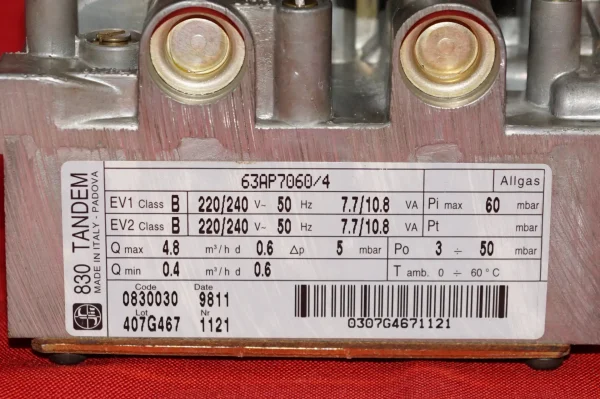 830 TANDEM
MADE IN ITALY - PADOVA
63AP7060/4 Allgas
EV1 Class B 220/240 V~ 50 Hz 7.7/10.8 VA Pi max 60 mbar
EV2 Class B 220/240 V~ 50 Hz 7.7/10.8 VA Pt mbar
Q max 4.8 m³/h d 0.6 Δp 5 mbar Po 3 ÷ 50 mbar
Q min 0.4 m³/h d 0.6 T amb. 0 ÷ 60°C
Code Date
0830030 9811
Lot Nr
407G467 1121
0307G4671121